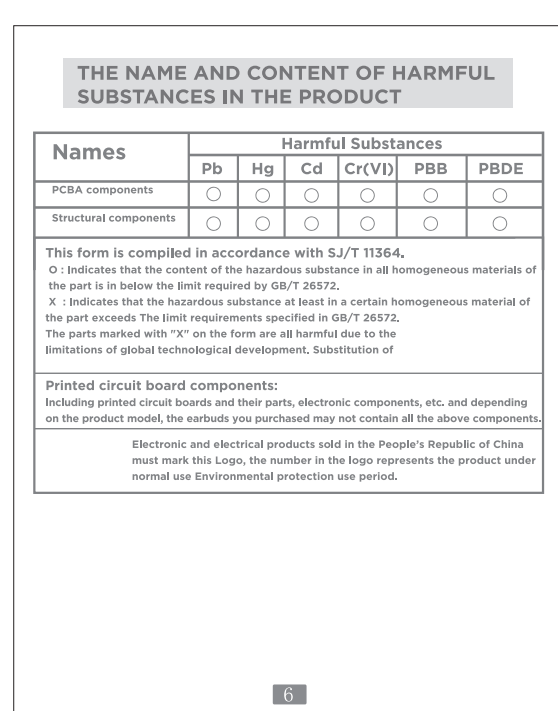 THE NAME AND CONTENT OF HARMFUL
SUBSTANCES IN THE PRODUCT
Names
Harmful Substances
Pb Hg Cd Cr(VI) PBB PBDE
PCBA components ○ ○ ○ ○ ○ ○
Structural components ○ ○ ○ ○ ○ ○
This form is compiled in accordance with SJ/T 11364.
O : Indicates that the content of the hazardous substance in all homogeneous materials of
the part is in below the limit required by GB/T 26572.
X : Indicates that the hazardous substance at least in a certain homogeneous material of
the part exceeds The limit requirements specified in GB/T 26572.
The parts marked with "X" on the form are all harmful due to the
limitations of global technological development. Substitution of
Printed circuit board components:
Including printed circuit boards and their parts, electronic components, etc. and depending
on the product model, the earbuds you purchased may not contain all the above components.
Electronic and electrical products sold in the People's Republic of China
must mark this Logo, the number in the logo represents the product under
normal use Environmental protection use period.
6